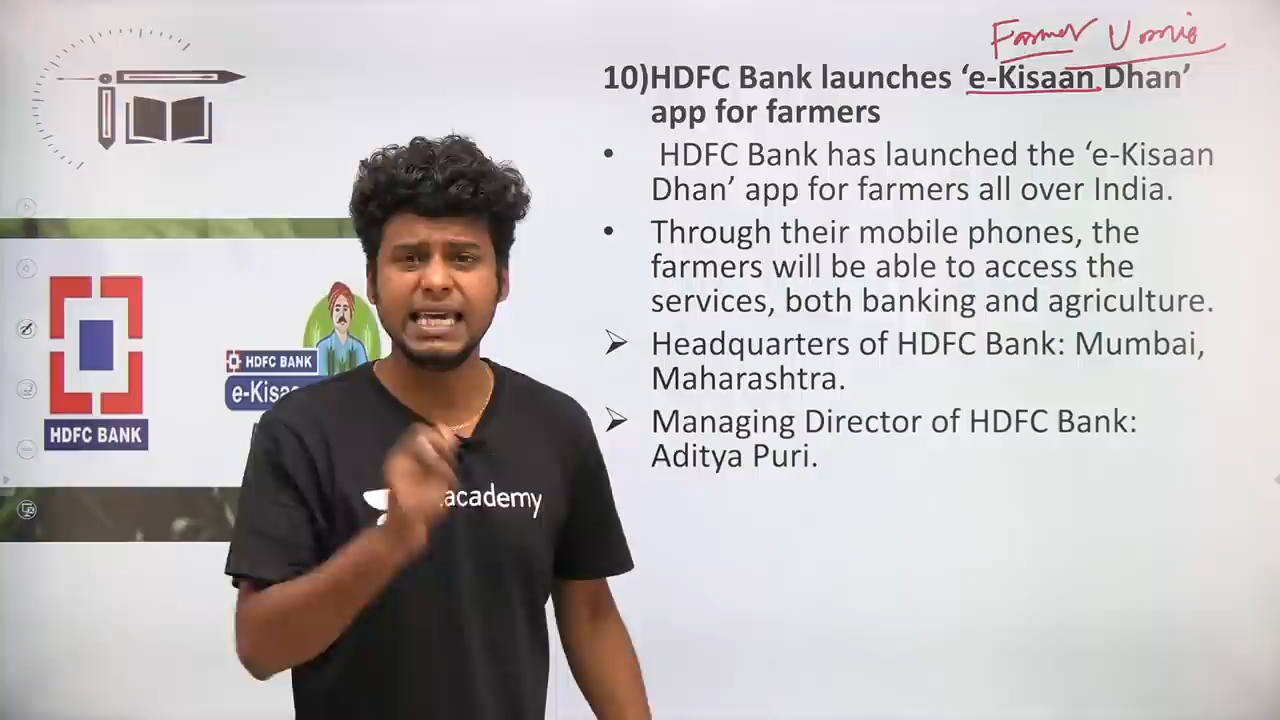 Farmer
10)HDFC Bank launches ‘e-Kisaan Dhan’
app for farmers
• HDFC Bank has launched the ‘e-Kisaan
Dhan’ app for farmers all over India.
• Through their mobile phones, the
farmers will be able to access the
services, both banking and agriculture.
➢ Headquarters of HDFC Bank: Mumbai,
Maharashtra.
➢ Managing Director of HDFC Bank:
Aditya Puri.
HDFC BANK
HDFC BANK
e-Kisaa
academy